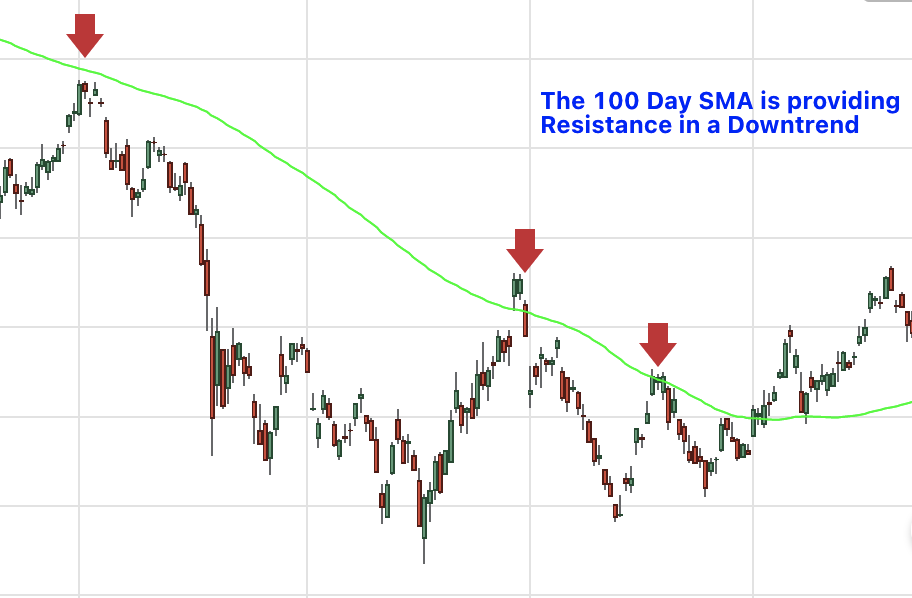 The 100 Day SMA is providing
Resistance in a Downtrend